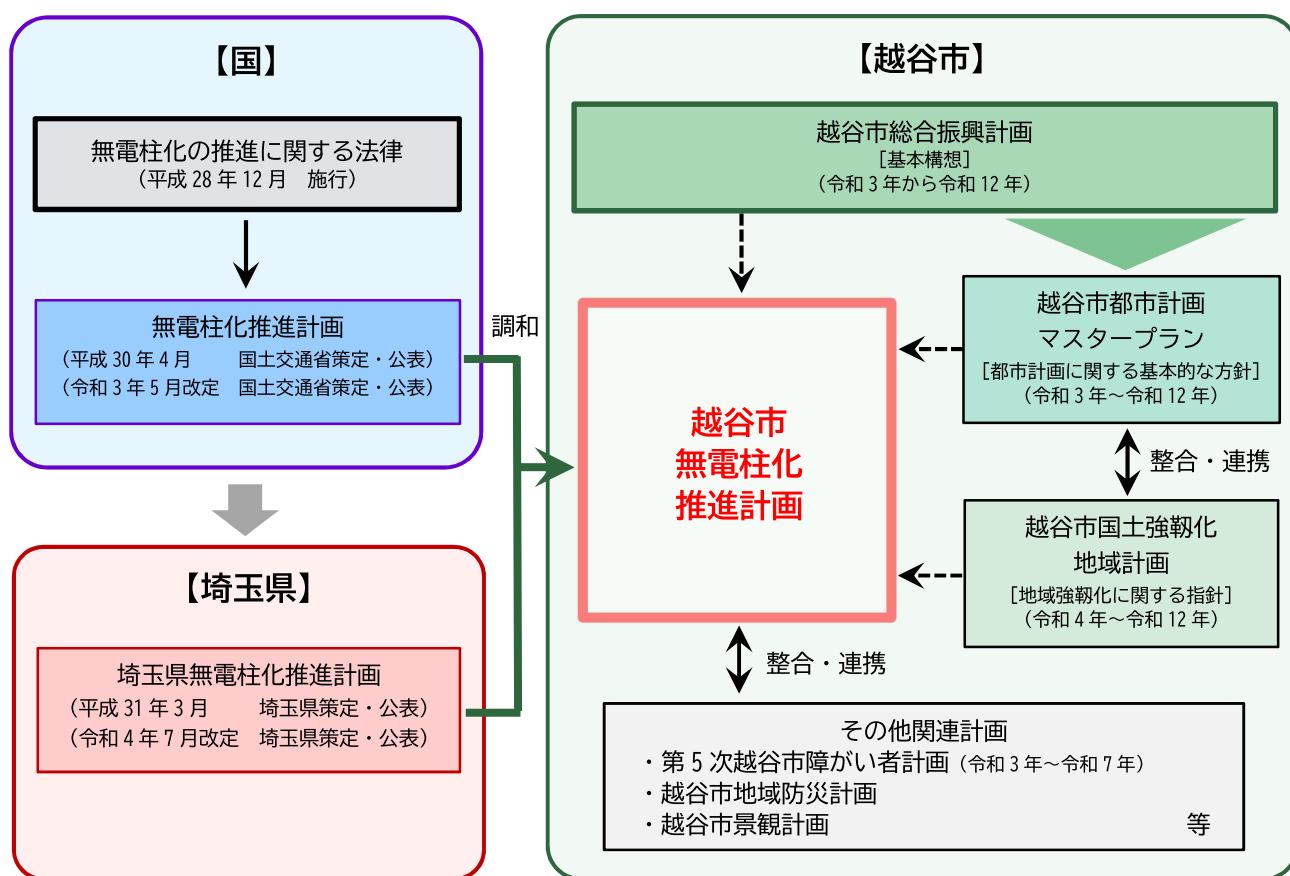 【国】
無電柱化の推進に関する法律
（平成 28 年 12 月　施行）
無電柱化推進計画
（平成 30 年 4 月　　国土交通省策定・公表）
（令和 3 年 5 月改定　国土交通省策定・公表）
調和
【埼玉県】
埼玉県無電柱化推進計画
（平成 31 年 3 月　　埼玉県策定・公表）
（令和 4 年 7 月改定　埼玉県策定・公表）
【越谷市】
越谷市総合振興計画
［基本構想］
（令和 3 年から令和 12 年）
越谷市都市計画
マスタープラン
［都市計画に関する基本的な方針］
（令和 3 年～令和 12 年）
整合・連携
越谷市
無電柱化
推進計画
越谷市国土強靱化
地域計画
［地域強靱化に関する指針］
（令和 4 年～令和 12 年）
整合・連携
その他関連計画
・第 5 次越谷市障がい者計画（令和 3 年～令和 7 年）
・越谷市地域防災計画
・越谷市景観計画　　等